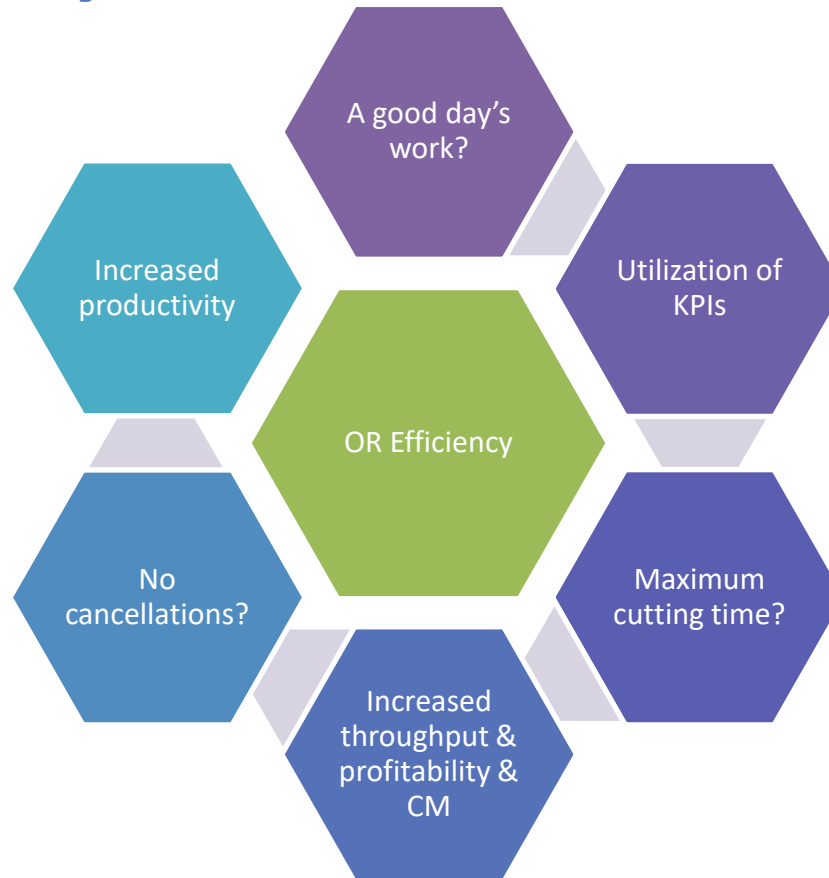 A good day’s
work?
Utilization of
KPIs
Maximum
cutting time?
Increased
throughput &
profitability &
CM
No
cancellations?
Increased
productivity
OR Efficiency